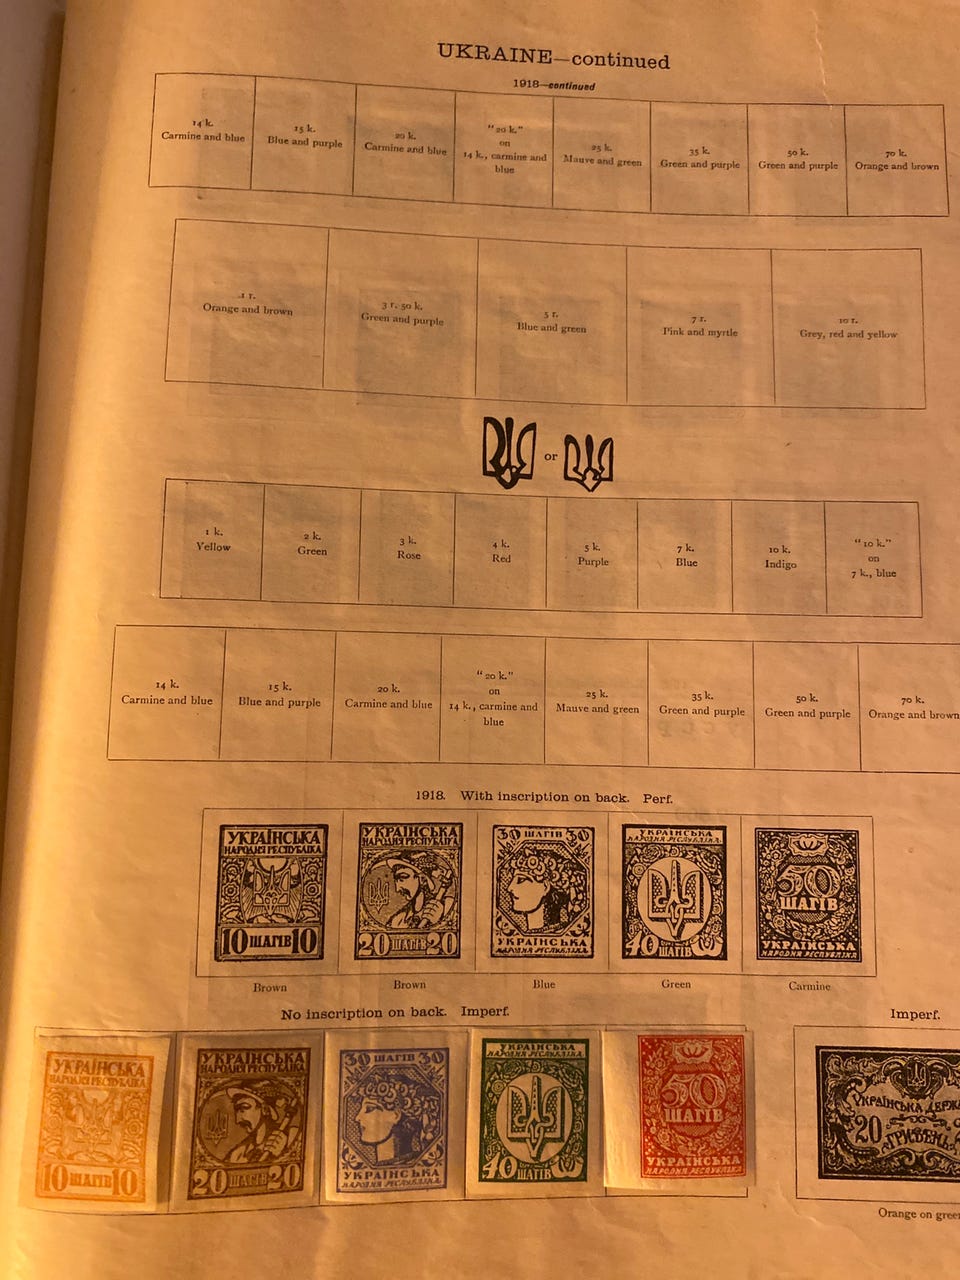 UKRAINE—continued
1918—continued
14 k.
Carmine and blue
15 k.
Blue and purple
20 k.
Carmine and blue
"20 k."
on
14 k., carmine and
blue
25 k.
Mauve and green
35 k.
Green and purple
50 k.
Green and purple
70 k.
Orange and brown
1 r.
Orange and brown
3 r. 50 k.
Green and purple
5 r.
Blue and green
7 r.
Pink and myrtle
10 r.
Grey, red and yellow
or
1 k.
Yellow
2 k.
Green
3 k.
Rose
4 k.
Red
5 k.
Purple
7 k.
Blue
10 k.
Indigo
"10 k."
on
7 k., blue
14 k.
Carmine and blue
15 k.
Blue and purple
20 k.
Carmine and blue
"20 k."
on
14 k., carmine and
blue
25 k.
Mauve and green
35 k.
Green and purple
50 k.
Green and purple
70 k.
Orange and brown
1918. With inscription on back. Perf.
УКРАЇНСЬКА
НАРОДНЯ РЕСПУБЛІКА
10 ШАГІВ 10
УКРАЇНСЬКА
НАРОДНЯ РЕСПУБЛІКА
20 ШАГІВ 20
30 ШАГІВ 30
УКРАЇНСЬКА
НАРОДНЯ РЕСПУБЛІКА
УКРАЇНСЬКА
НАРОДНЯ РЕСПУБЛІКА
40 ШАГІВ
50
ШАГІВ
УКРАЇНСЬКА
НАРОДНЯ РЕСПУБЛІКА
Brown
Brown
Blue
Green
Carmine
No inscription on back. Imperf.
Imperf.
УКРАЇНСЬКА
НАРОДНЯ РЕСПУБЛІКА
10 ШАГІВ 10
УКРАЇНСЬКА
НАРОДНЯ РЕСПУБЛІКА
20 ШАГІВ 20
30 ШАГІВ 30
УКРАЇНСЬКА
НАРОДНЯ РЕСПУБЛІКА
УКРАЇНСЬКА
НАРОДНЯ РЕСПУБЛІКА
40 ШАГІВ
50
ШАГІВ
УКРАЇНСЬКА
НАРОДНЯ РЕСПУБЛІКА
УКРАЇНСЬКА ДЕРЖА
20 ГРИВЕНЬ
Orange on green